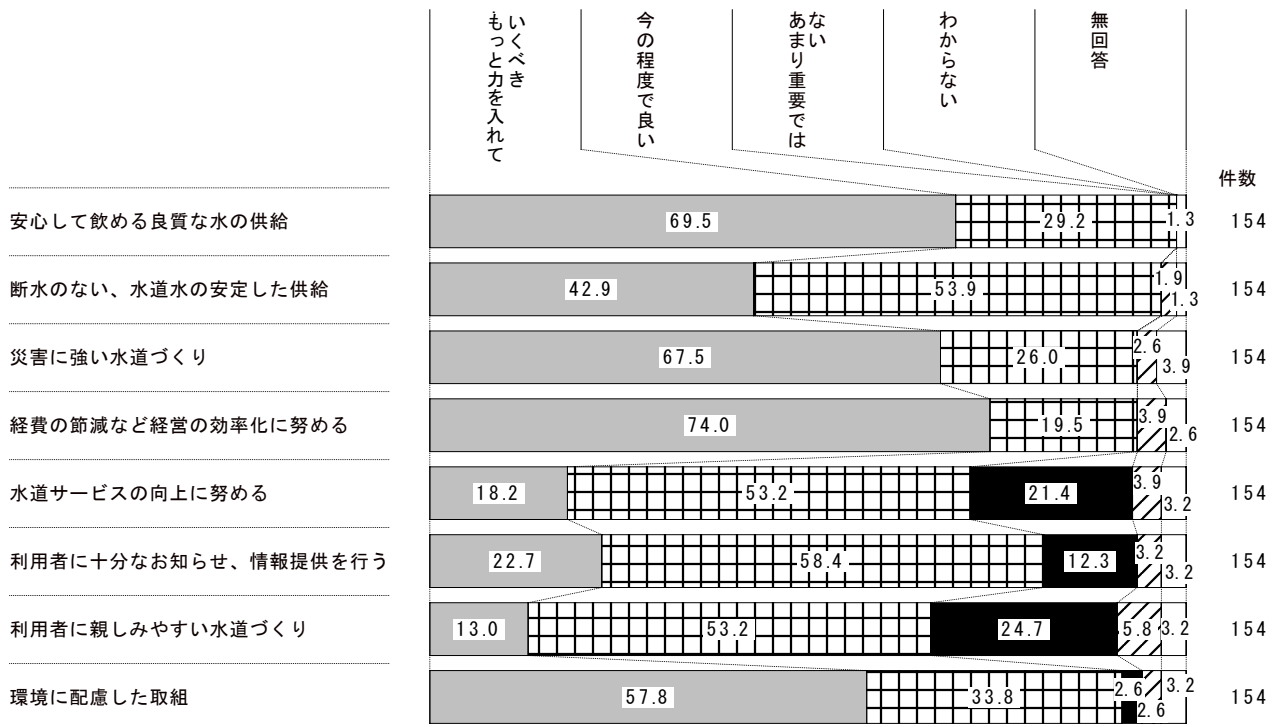 もっと力を入れて
いくべき
今の程度で良い
あまり重要では
ない
わからない
無回答
件数
安心して飲める良質な水の供給 69.5 29.2 1.3 154
断水のない、水道水の安定した供給 42.9 53.9 1.9 1.3 154
災害に強い水道づくり 67.5 26.0 2.6 3.9 154
経費の節減など経営の効率化に努める 74.0 19.5 3.9 2.6 154
水道サービスの向上に努める 18.2 53.2 21.4 3.9 3.2 154
利用者に十分なお知らせ、情報提供を行う 22.7 58.4 12.3 3.2 3.2 154
利用者に親しみやすい水道づくり 13.0 53.2 24.7 5.8 3.2 154
環境に配慮した取組 57.8 33.8 2.6 2.6 3.2 154